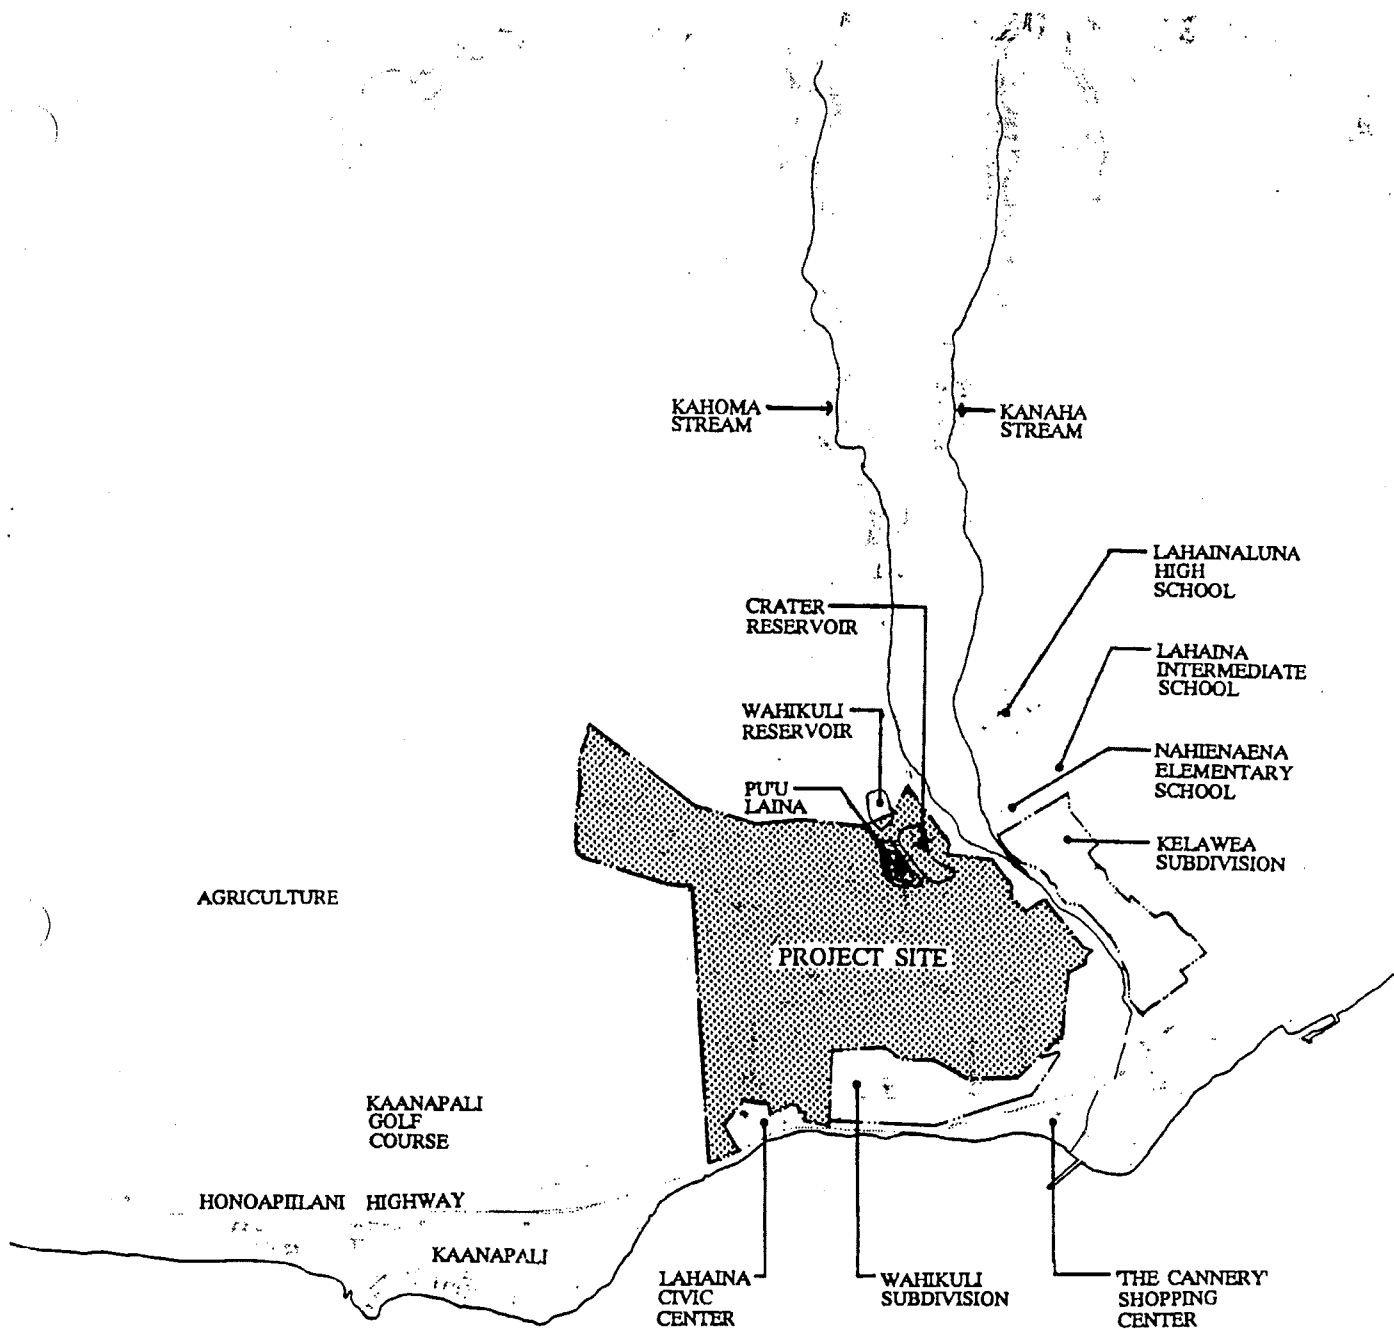 KAHOMA
STREAM
KANAHA
STREAM
LAHAINALUNA
HIGH
SCHOOL
CRATER
RESERVOIR
LAHAINA
INTERMEDIATE
SCHOOL
WAHIKULI
RESERVOIR
NAHIENAENA
ELEMENTARY
SCHOOL
PU'U
LAINA
KELAWEA
SUBDIVISION
AGRICULTURE
PROJECT SITE
KAANAPALI
GOLF
COURSE
HONOAPIILANI HIGHWAY
KAANAPALI
LAHAINA
CIVIC
CENTER
WAHIKULI
SUBDIVISION
'THE CANNERY'
SHOPPING
CENTER